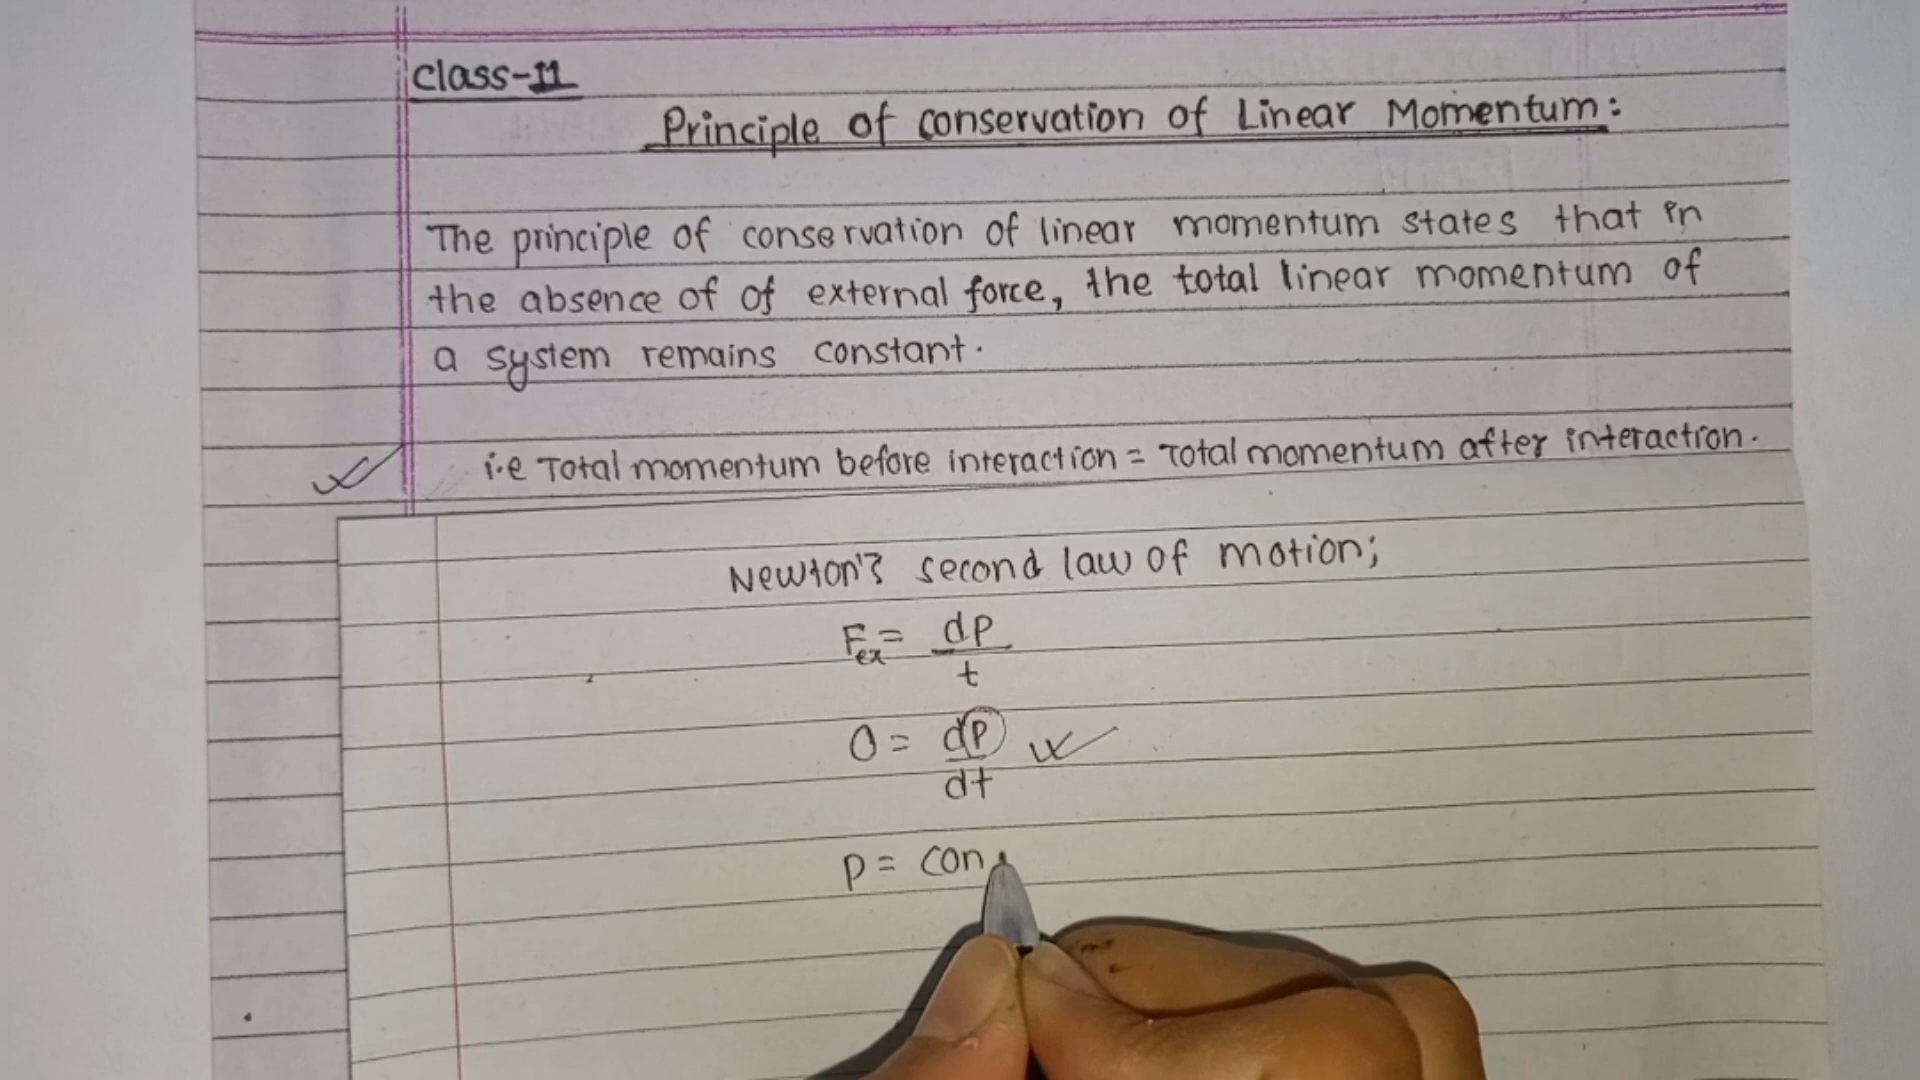 Class-11
Principle of conservation of Linear Momentum:
The principle of conservation of linear momentum states that in
the absence of of external force, the total linear momentum of
a system remains constant.
i.e Total momentum before interaction = Total momentum after interaction.
Newton's second law of motion;
Fex = dp/t
0 = dp/dt
p = con